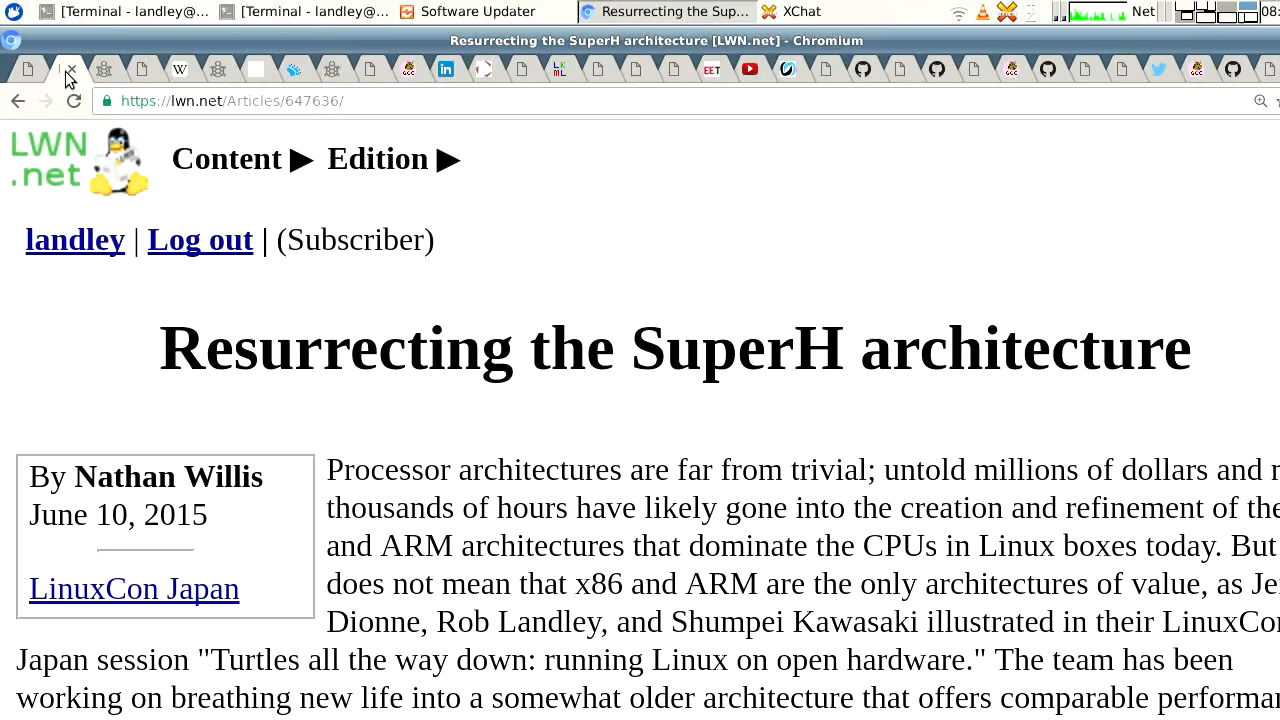 [Terminal - landley@... [Terminal - landley@... Software Updater Resurrecting the Sup... XChat Net 08:
Resurrecting the SuperH architecture [LWN.net] - Chromium
https://lwn.net/Articles/647636/
LWN
.net
Content ▶ Edition ▶
landley | Log out | (Subscriber)
Resurrecting the SuperH architecture
By Nathan Willis
June 10, 2015
LinuxCon Japan
Processor architectures are far from trivial; untold millions of dollars and
thousands of hours have likely gone into the creation and refinement of
and ARM architectures that dominate the CPUs in Linux boxes today. But
does not mean that x86 and ARM are the only architectures of value, as
Dionne, Rob Landley, and Shumpei Kawasaki illustrated in their
Japan session "Turtles all the way down: running Linux on open hardware." The team has been
working on breathing new life into a somewhat older architecture that offers comparable